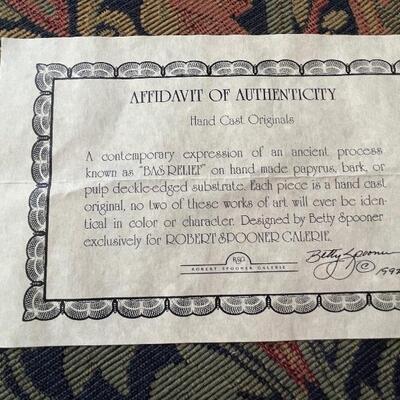 AFFIDAVIT OF AUTHENTICITY
Hand Cast Originals
A contemporary expression of an ancient process
known as "BAS RELIEF" on hand made papyrus, bark, or
pulp deckle-edged substrate. Each piece is a hand cast
original, no two of these works of art will ever be iden-
tical in color or character. Designed by Betty Spooner
exclusively for ROBERT SPOONER GALERIE.
RSG
ROBERT SPOONER GALERIE
Betty Spooner
© 1992